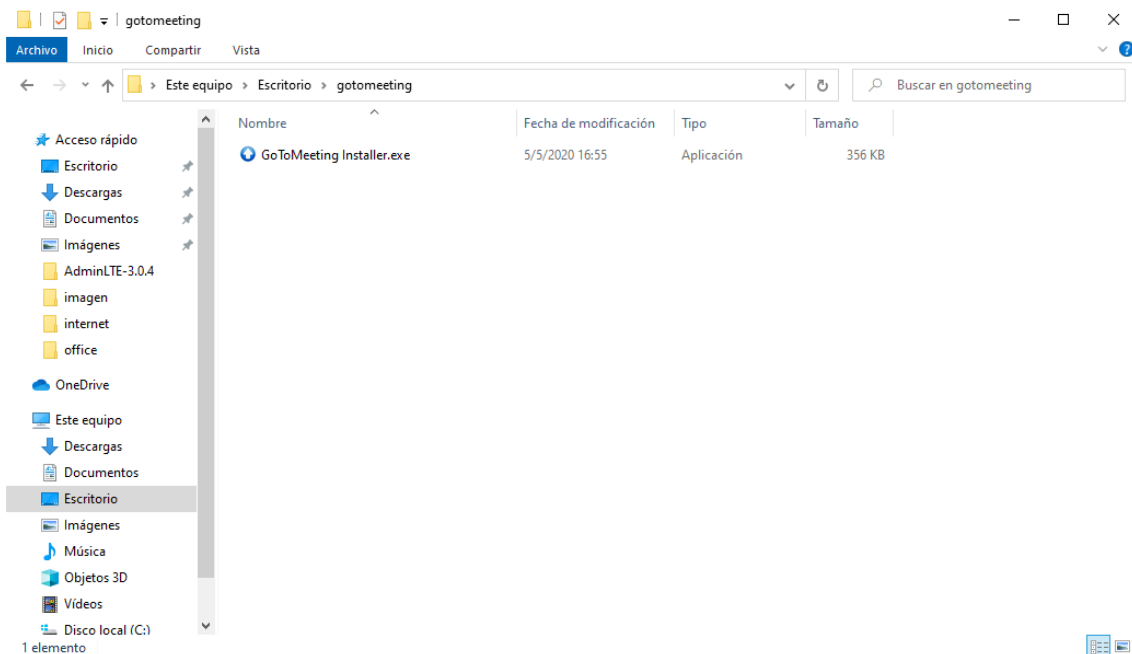 gotomeeting
Archivo Inicio Compartir Vista
Este equipo > Escritorio > gotomeeting
Buscar en gotomeeting
Nombre Fecha de modificación Tipo Tamaño
GoToMeeting Installer.exe 5/5/2020 16:55 Aplicación 356 KB
Acceso rápido
Escritorio
Descargas
Documentos
Imágenes
AdminLTE-3.0.4
imagen
internet
office
OneDrive
Este equipo
Descargas
Documentos
Escritorio
Imágenes
Música
Objetos 3D
Vídeos
Disco local (C:)
1 elemento